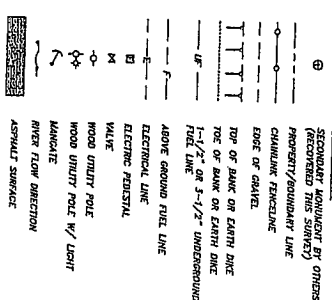 SECONDARY MONUMENT BY OTHERS
(RECOVERED THIS SURVEY)
PROPERTY/BOUNDARY LINE
CHAINLINK FENCELINE
EDGE OF GRAVEL
TOP OF BANK OR EARTH DIKE
TOE OF BANK OR EARTH DIKE
UF
1-1/2" OR 3-1/2" UNDERGROUND
FUEL LINE
F
ABOVE GROUND FUEL LINE
E
ELECTRICAL LINE
ELECTRIC PEDESTAL
VALVE
WOOD UTILITY POLE
WOOD UTILITY POLE W/ LIGHT
MANGATE
RIVER FLOW DIRECTION
ASPHALT SURFACE